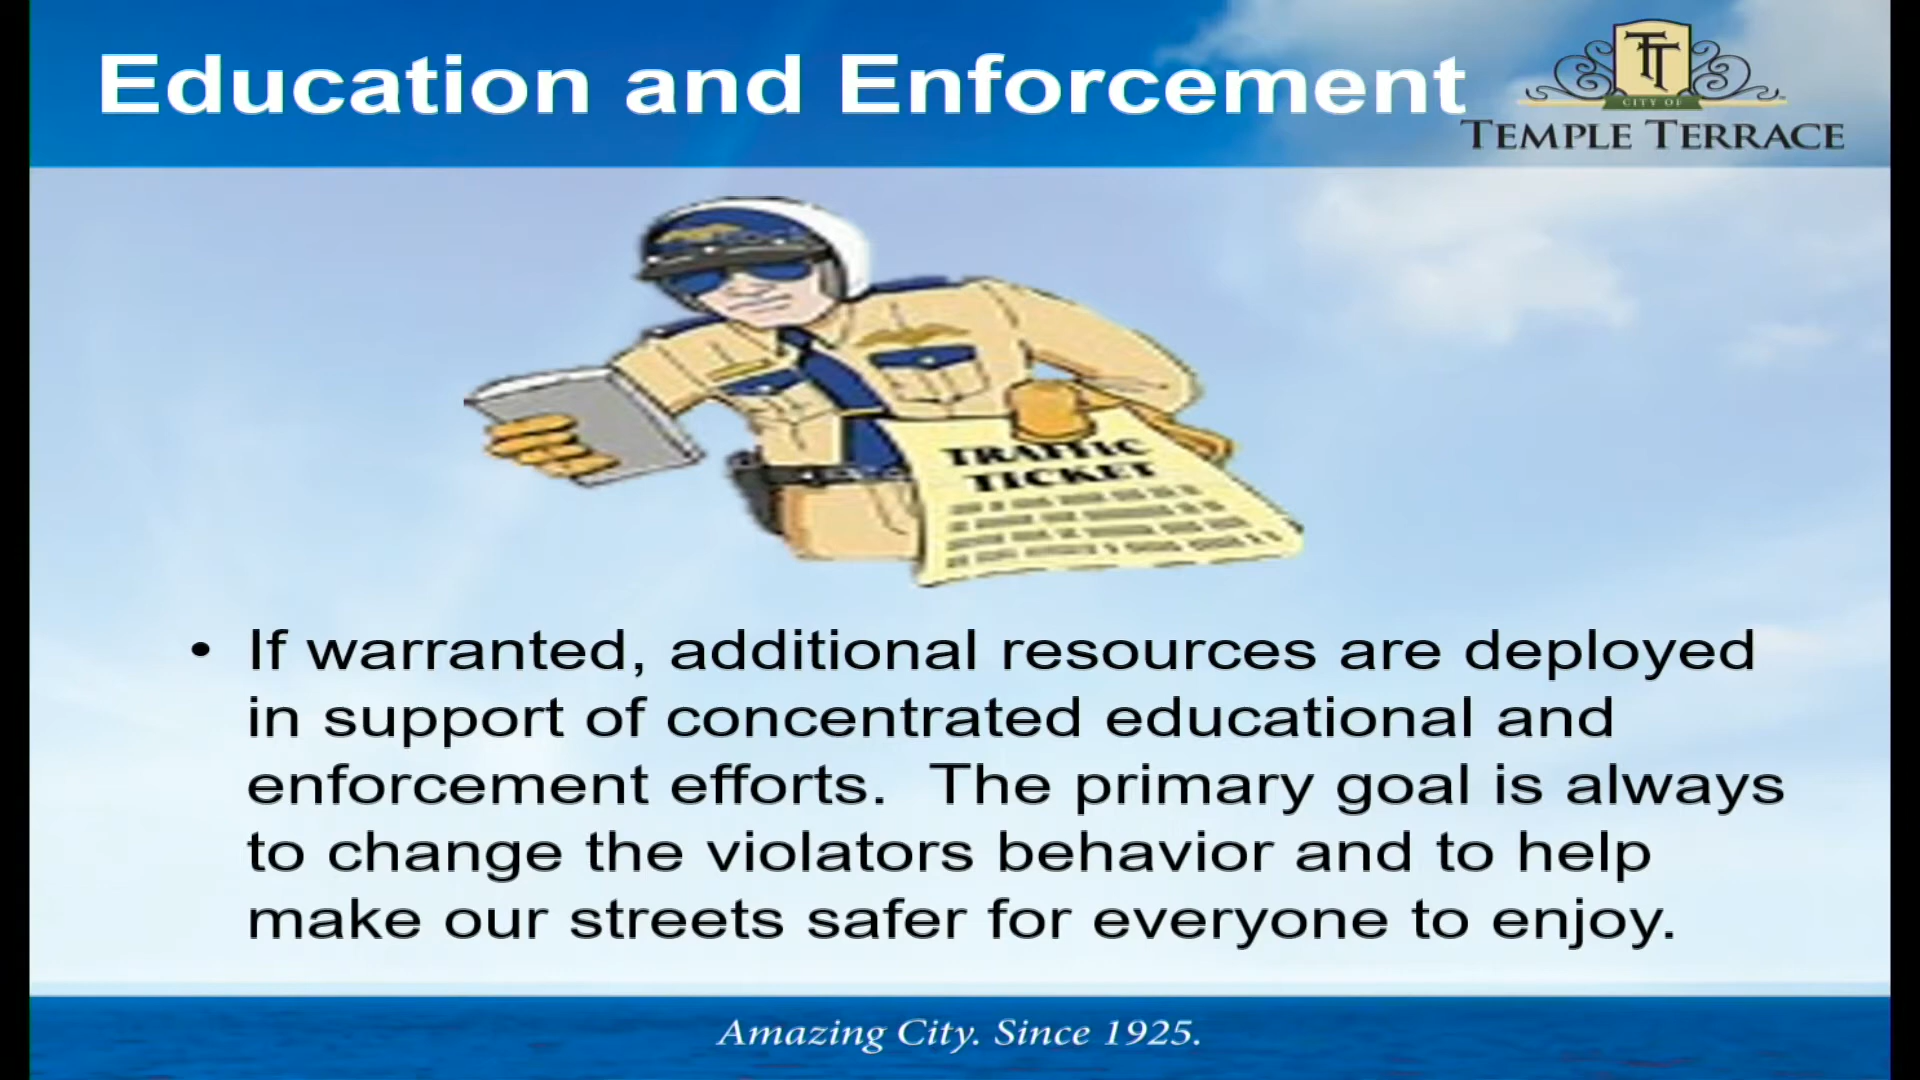 Education and Enforcement
TT
CITY OF
TEMPLE TERRACE
TRAFFIC
TICKET
• If warranted, additional resources are deployed
in support of concentrated educational and
enforcement efforts.  The primary goal is always
to change the violators behavior and to help
make our streets safer for everyone to enjoy.
Amazing City. Since 1925.